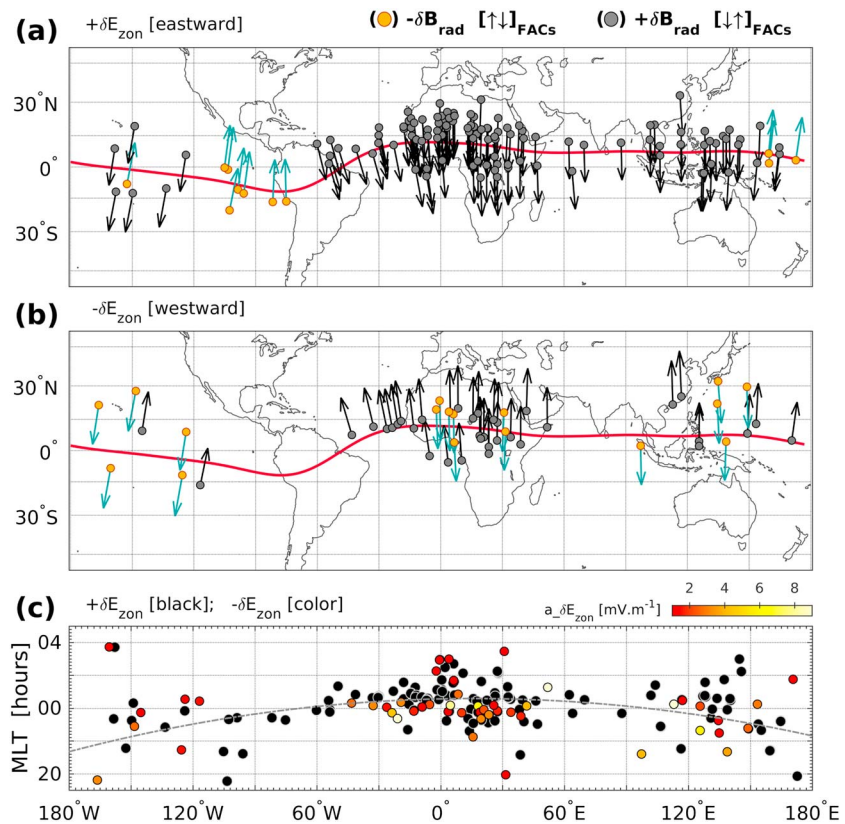 (a) +δE_zon [eastward] (●) -δB_rad [↑↓]_FACs (●) +δB_rad [↓↑]_FACs
30°N
0°
30°S
(b) -δE_zon [westward]
30°N
0°
30°S
(c) +δE_zon [black]; -δE_zon [color] a_δE_zon [mV.m⁻¹] 2 4 6 8
MLT [hours]
04
00
20
180°W 120°W 60°W 0° 60°E 120°E 180°E